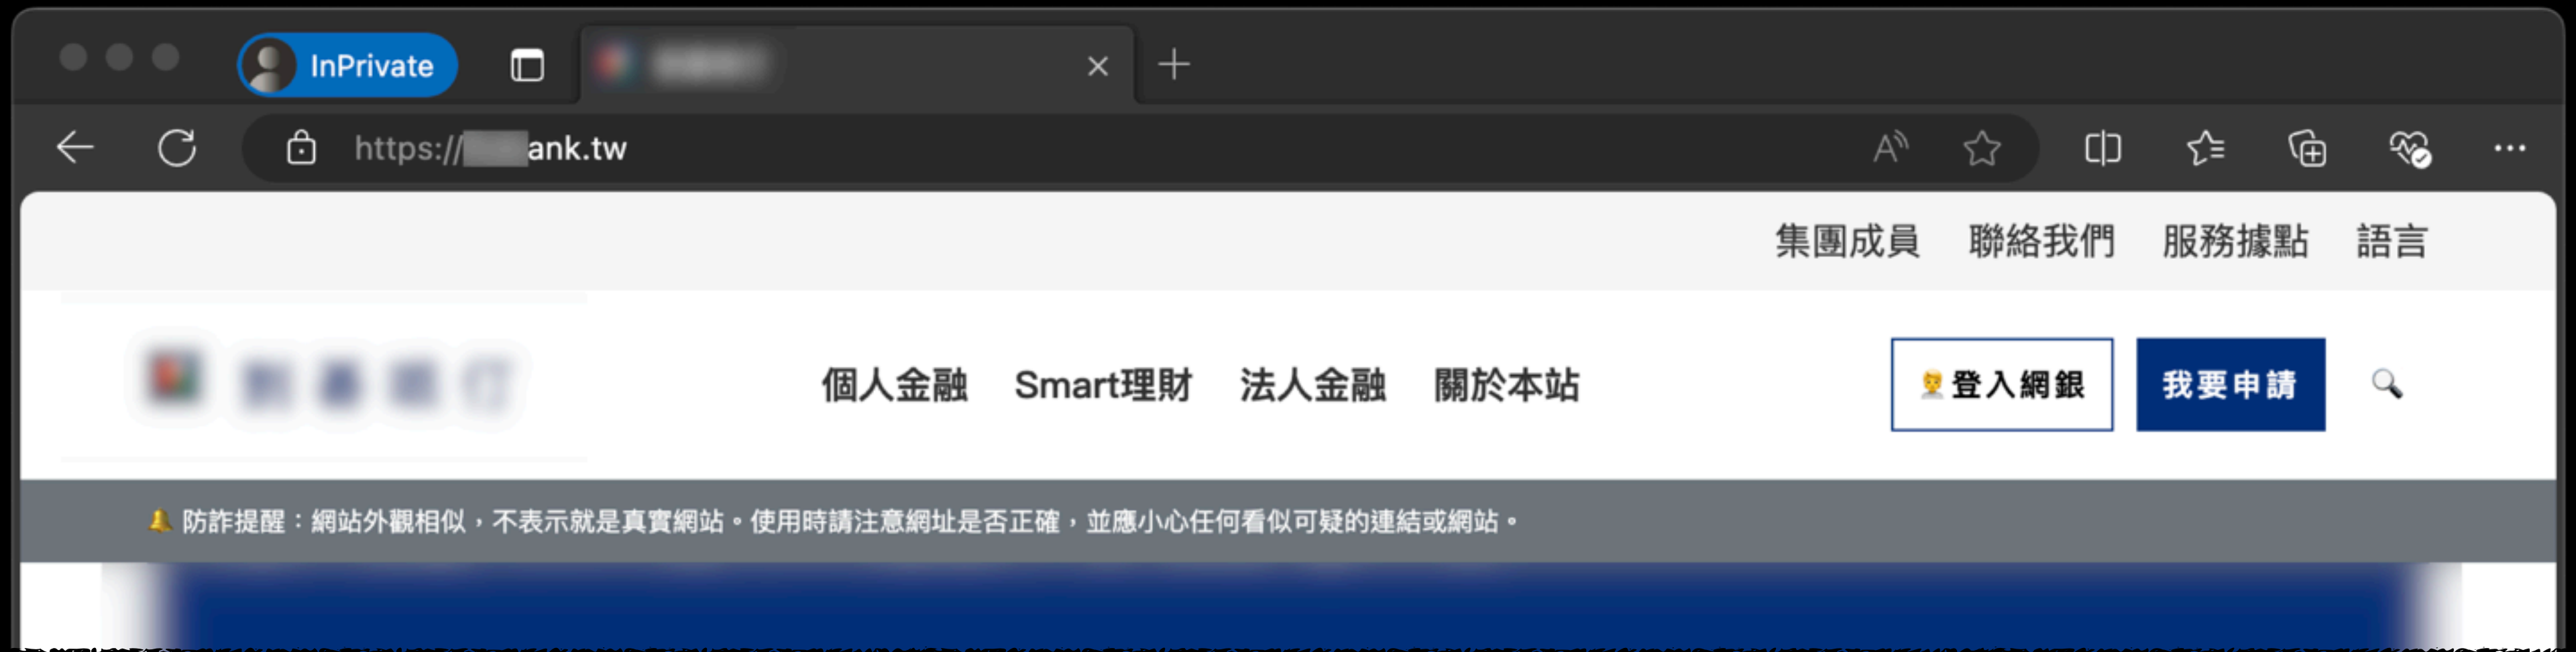 InPrivate
https:// ank.tw
集團成員 聯絡我們 服務據點 語言
個人金融 Smart理財 法人金融 關於本站 登入網銀 我要申請
防詐提醒：網站外觀相似，不表示就是真實網站。使用時請注意網址是否正確，並應小心任何看似可疑的連結或網站。